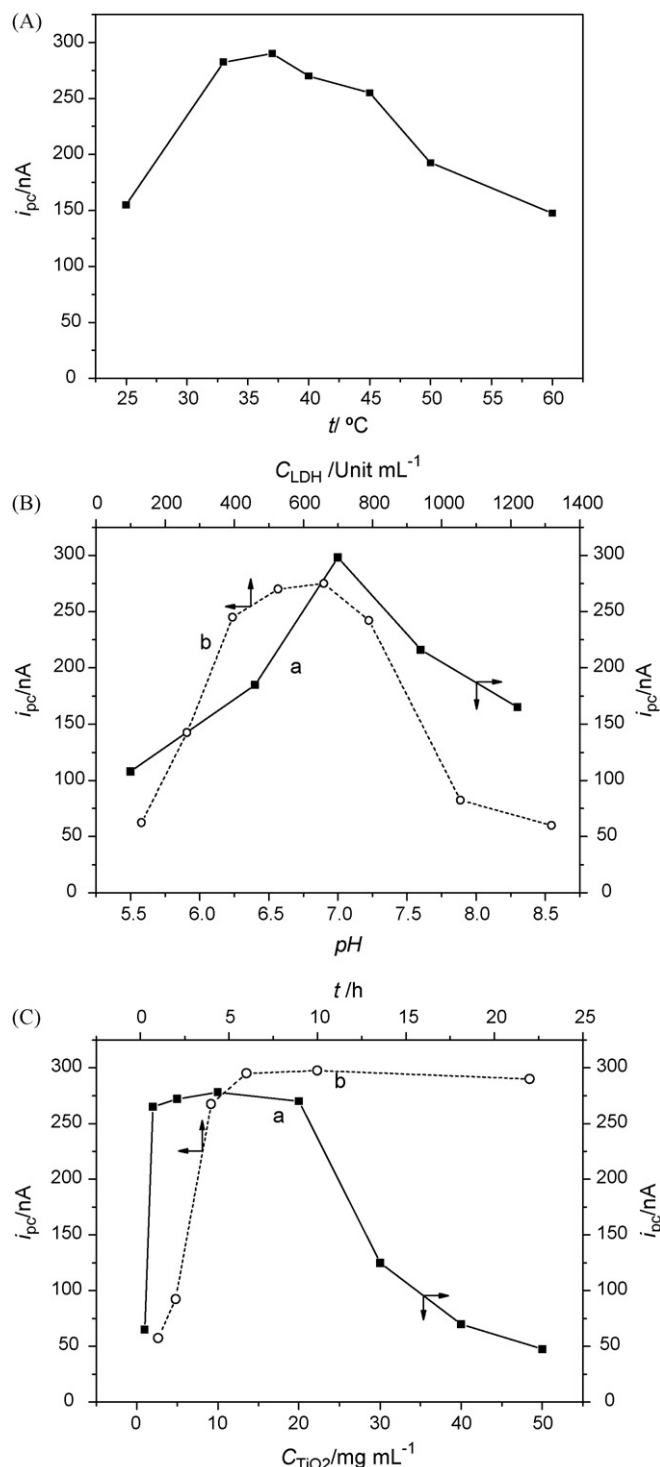 (A)
300
250
200
150
100
50
0
i_pc/nA
25 30 35 40 45 50 55 60
t/ ºC
C_LDH /Unit mL⁻¹
(B)
0 200 400 600 800 1000 1200 1400
300 300
250 250
b
a
200 200
150 150
100 100
50 50
0 0
i_pc/nA i_pc/nA
5.5 6.0 6.5 7.0 7.5 8.0 8.5
pH
t /h
(C)
0 5 10 15 20 25
300 300
b
a
250 250
200 200
150 150
100 100
50 50
0 0
i_pc/nA i_pc/nA
0 10 20 30 40 50
C_TiO2/mg mL⁻¹